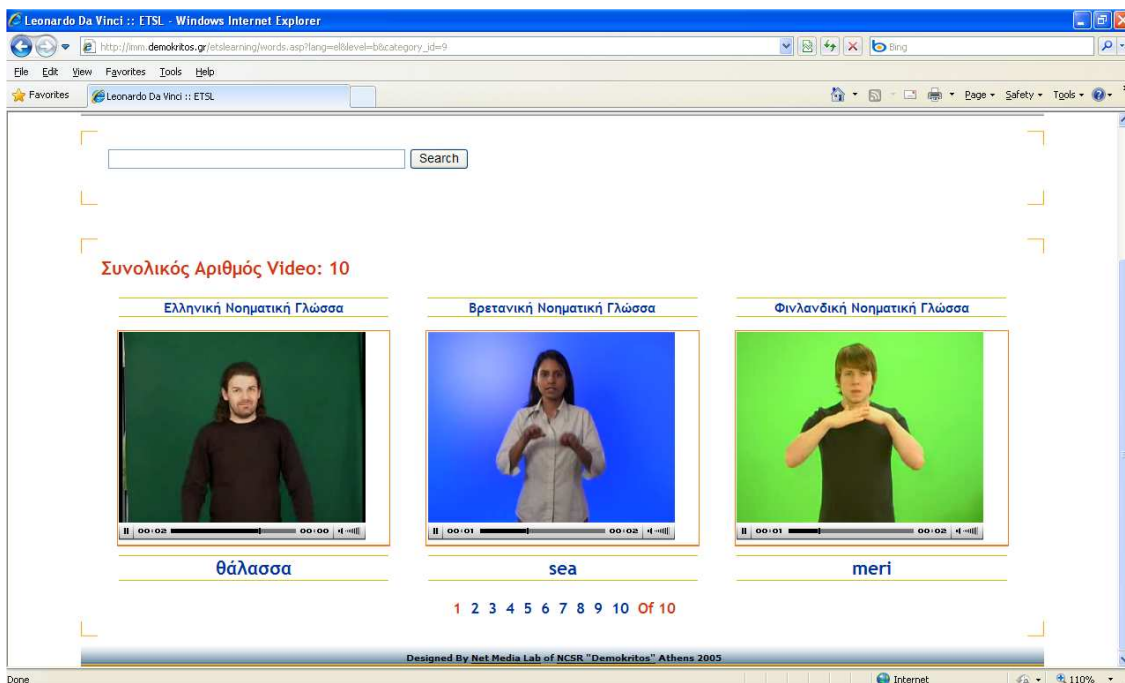 Leonardo Da Vinci :: ETSL - Windows Internet Explorer
http://imm.demokritos.gr/etslearning/words.asp?lang=el&level=b&category_id=9
Bing
File Edit View Favorites Tools Help
Favorites Leonardo Da Vinci :: ETSL Page Safety Tools
Search
Συνολικός Αριθμός Video: 10
Ελληνική Νοηματική Γλώσσα Βρετανική Νοηματική Γλώσσα Φινλανδική Νοηματική Γλώσσα
00:02 00:00 00:01 00:02 00:01 00:02
θάλασσα sea meri
1 2 3 4 5 6 7 8 9 10 Of 10
Designed By Net Media Lab of NCSR "Demokritos" Athens 2005
Done Internet 110%